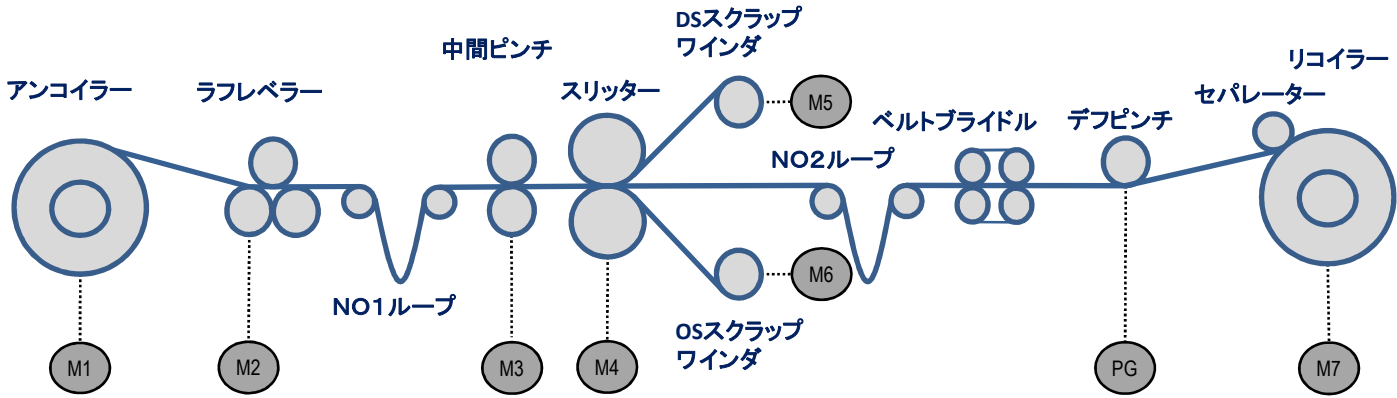 アンコイラー
ラフレベラー
中間ピンチ
スリッター
DSスクラップ
ワインダ
リコイラー
セパレーター
ベルトブライドル
デフピンチ
NO2ループ
NO1ループ
OSスクラップ
ワインダ
M5
M6
M1
M2
M3
M4
PG
M7